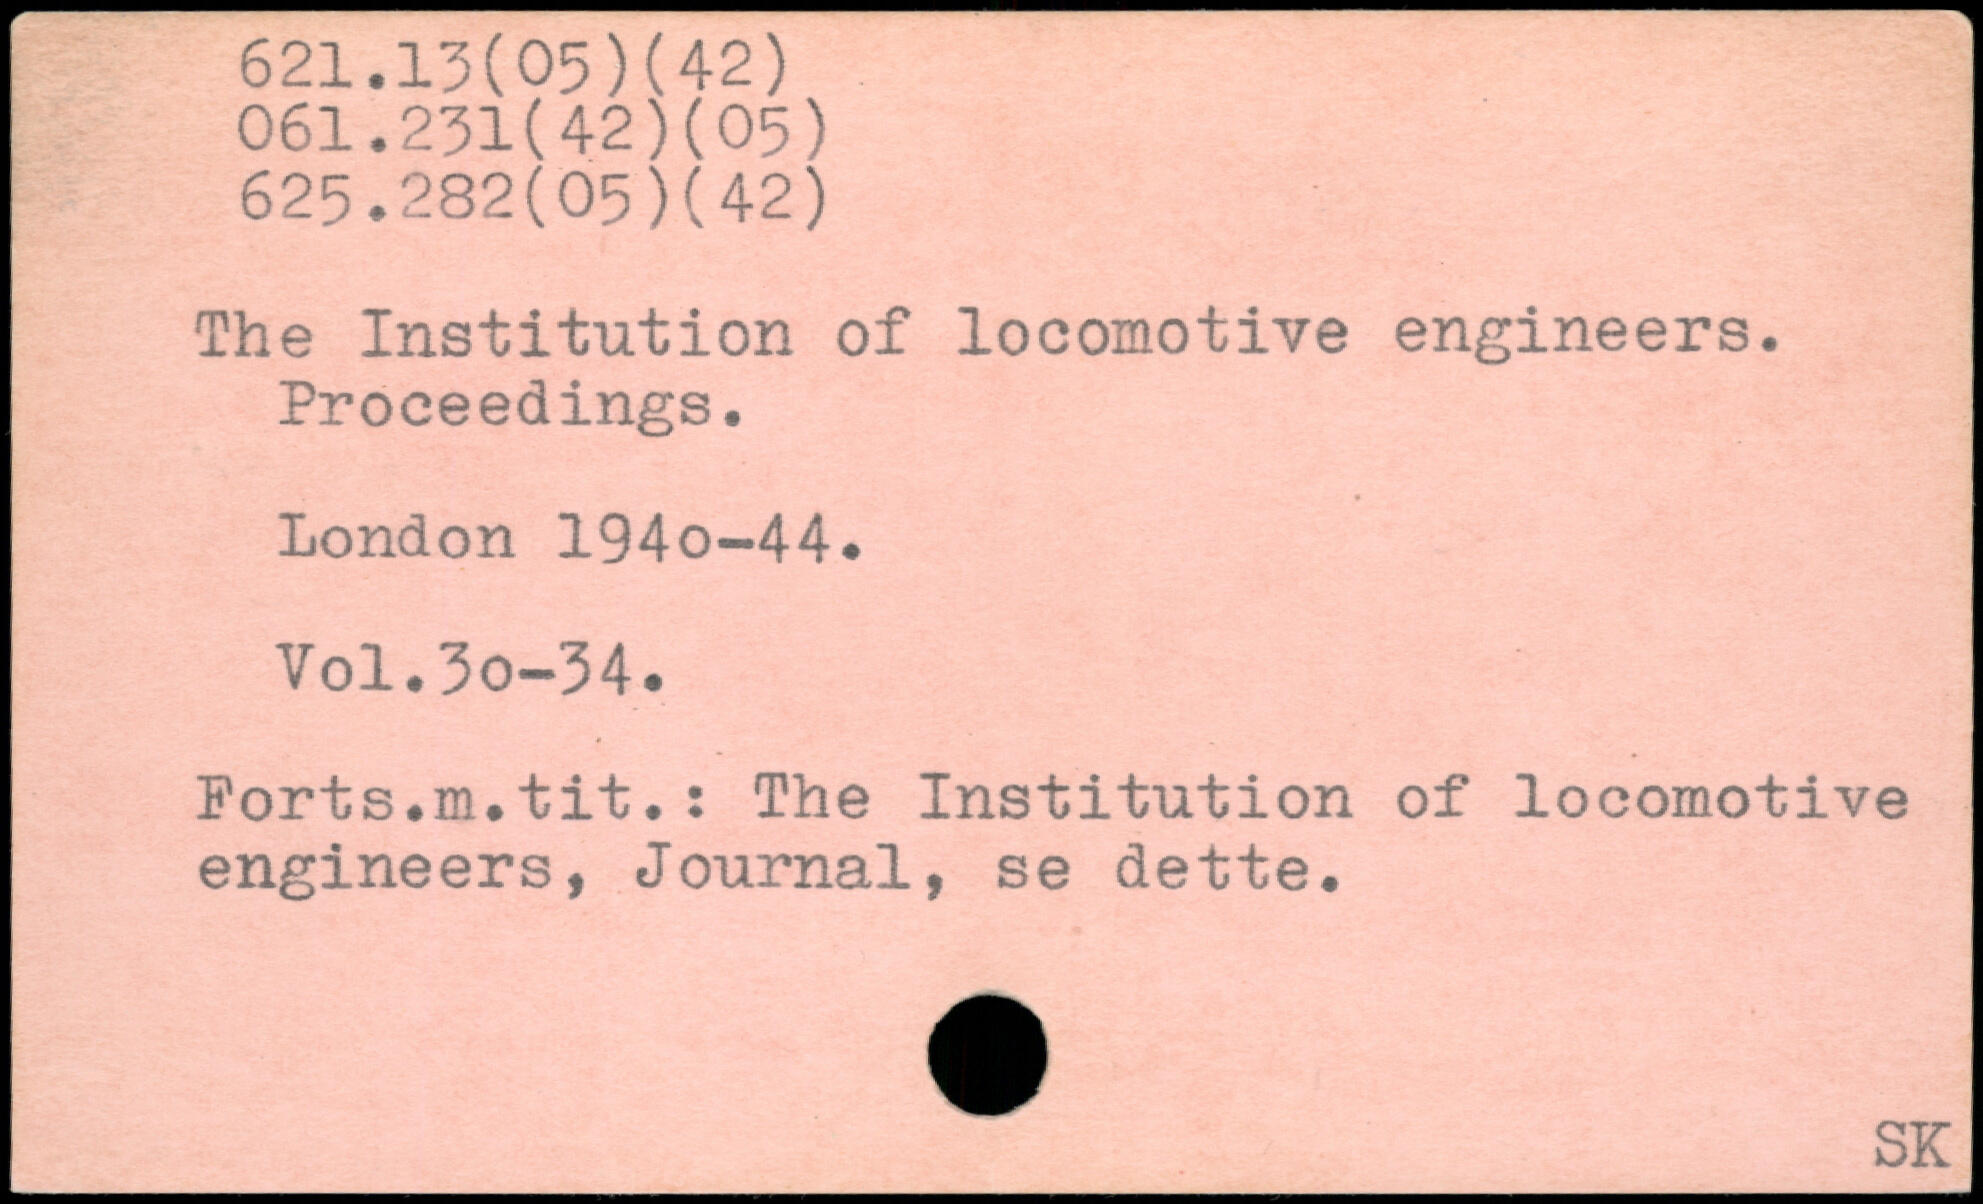 621.13(05)(42)
061.231(42)(05)
625.282(05)(42)
The Institution of locomotive engineers.
Proceedings.
London 194o-44.
Vol.3o-34.
Forts.m.tit.: The Institution of locomotive
engineers, Journal, se dette.
SK